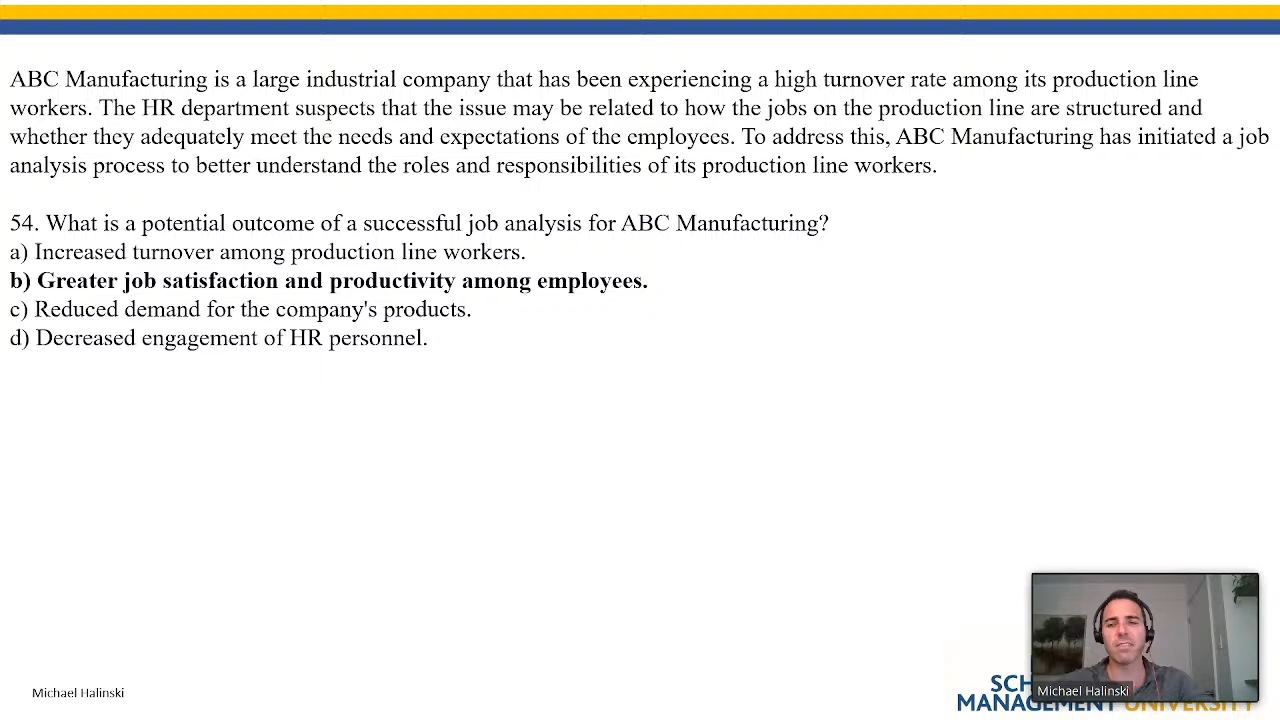 ABC Manufacturing is a large industrial company that has been experiencing a high turnover rate among its production line
workers. The HR department suspects that the issue may be related to how the jobs on the production line are structured and
whether they adequately meet the needs and expectations of the employees. To address this, ABC Manufacturing has initiated a job
analysis process to better understand the roles and responsibilities of its production line workers.
54. What is a potential outcome of a successful job analysis for ABC Manufacturing?
a) Increased turnover among production line workers.
b) Greater job satisfaction and productivity among employees.
c) Reduced demand for the company's products.
d) Decreased engagement of HR personnel.
Michael Halinski
Michael Halinski
MANAGEMENT UNIVERSITY